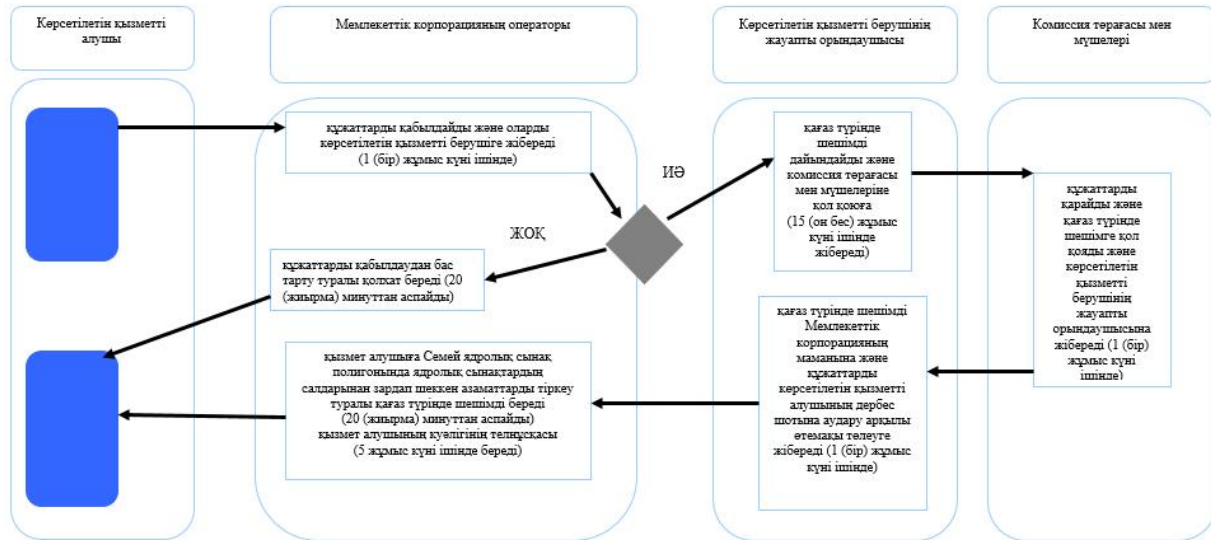 Көрсетілетін қызметті
алушы
Мемлекеттік корпорацияның операторы
Көрсетілетін қызметті берушінің
жауапты орындаушысы
Комиссия төрағасы мен
мүшелері
құжаттарды қабылдайды және оларды
көрсетілетін қызметті берушіге жібереді
(1 (бір) жұмыс күні ішінде)
ИӘ
ЖОҚ
құжаттарды қабылдаудан бас
тарту туралы қолхат береді (20
(жиырма) минуттан аспайды)
қызмет алушыға Семей ядролық сынақ
полигонында ядролық сынақтардың
салдарынан зардап шеккен азаматтарды тіркеу
туралы қағаз түрінде шешімді береді
(20 (жиырма) минуттан аспайды)
қызмет алушының куәлігінің телнұсқасы
(5 жұмыс күні ішінде береді)
қағаз түрінде
шешімді
дайындайды және
комиссия төрағасы
мен мүшелеріне
қол қоюға
(15 (он бес) жұмыс
күні ішінде
жібереді)
қағаз түрінде шешімді
Мемлекеттік
корпорацияның
маманына және
құжаттарды
көрсетілетін қызметті
алушының дербес
шотына аудару арқылы
өтемақы төлеуге
жібереді (1 (бір) жұмыс
күні ішінде)
құжаттарды
қарайды және
қағаз түрінде
шешімге қол
қояды және
көрсетілетін
қызметті
берушінің
жауапты
орындаушысына
жібереді (1 (бір)
жұмыс күні
ішінде)